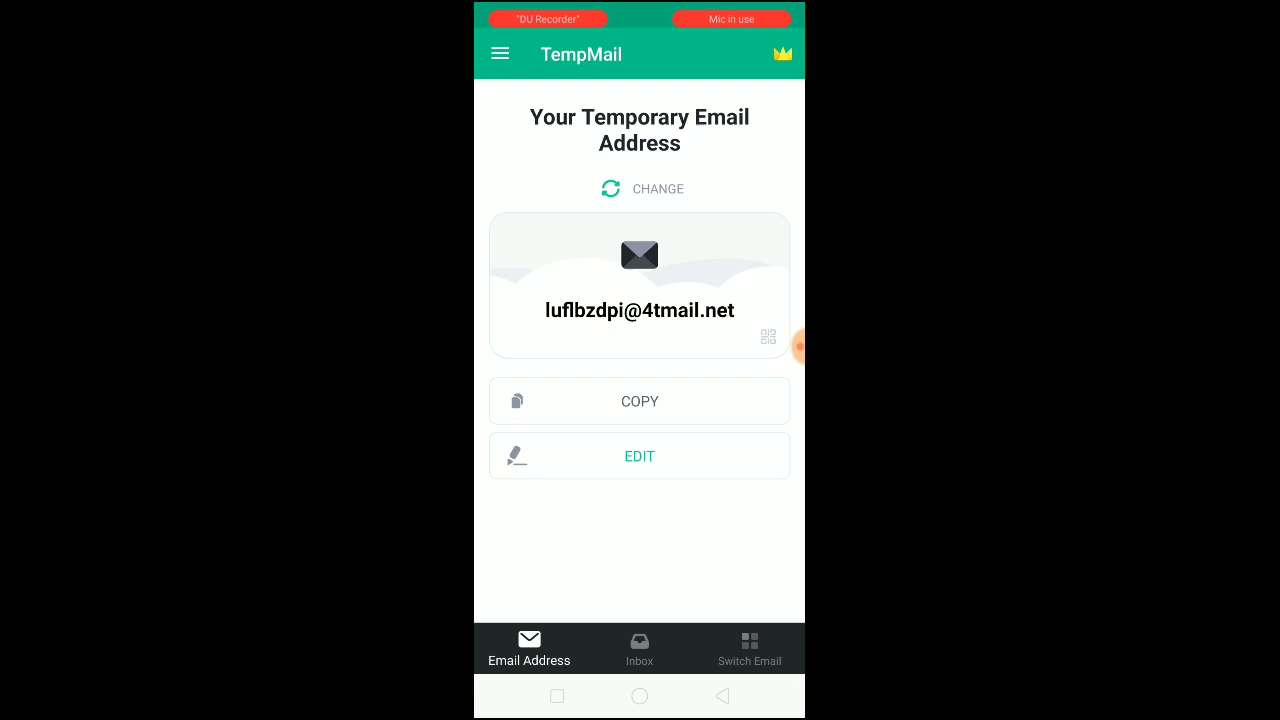 "DU Recorder"
Mic in use
TempMail
Your Temporary Email
Address
CHANGE
luflbzdpi@4tmail.net
COPY
EDIT
Email Address
Inbox
Switch Email